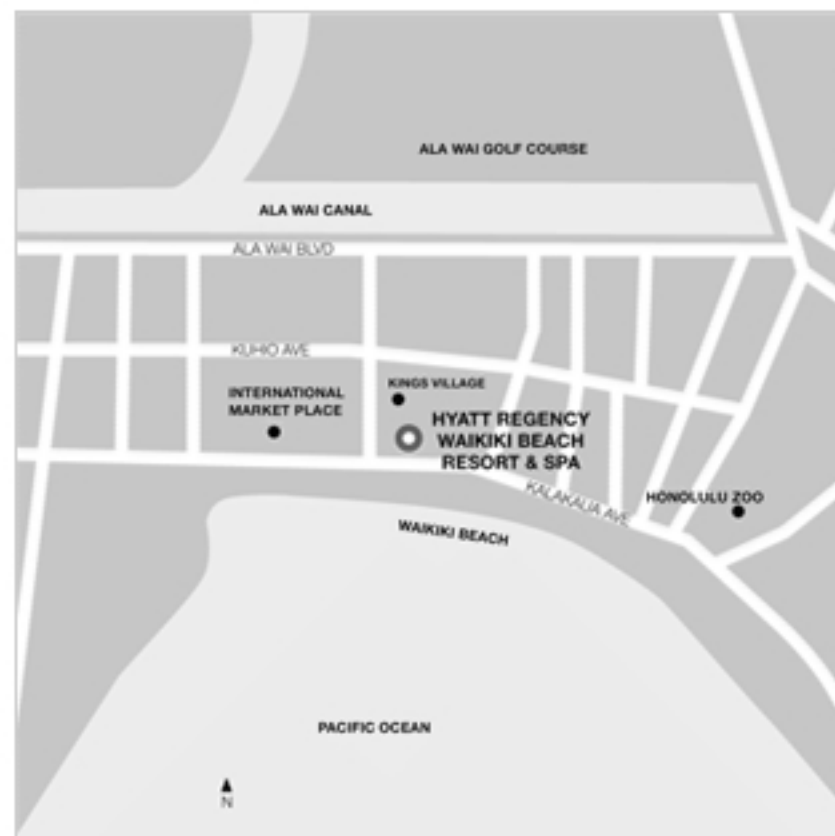 ALA WAI GOLF COURSE
ALA WAI CANAL
ALA WAI BLVD
KUHIO AVE
KINGS VILLAGE
INTERNATIONAL
MARKET PLACE
HYATT REGENCY
WAIKIKI BEACH
RESORT & SPA
KALAKAUA AVE
HONOLULU ZOO
WAIKIKI BEACH
PACIFIC OCEAN
N